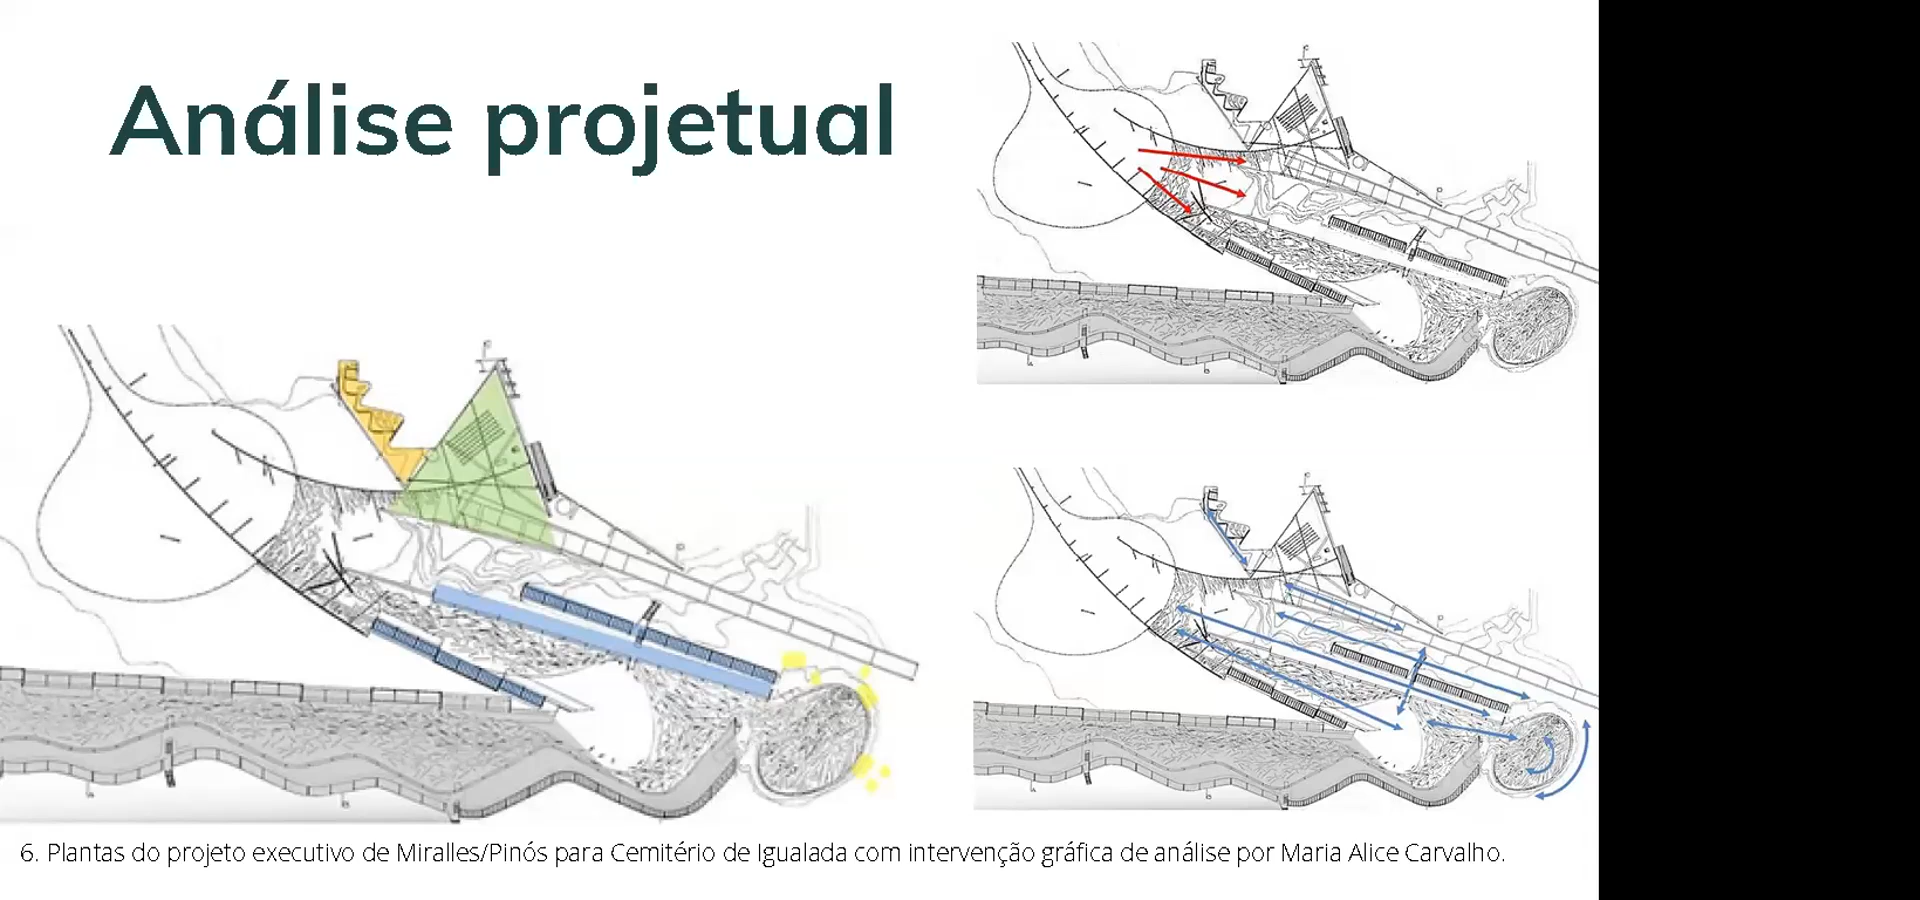 Análise projetual
6. Plantas do projeto executivo de Miralles/Pinós para Cemitério de Igualada com intervenção gráfica de análise por Maria Alice Carvalho.